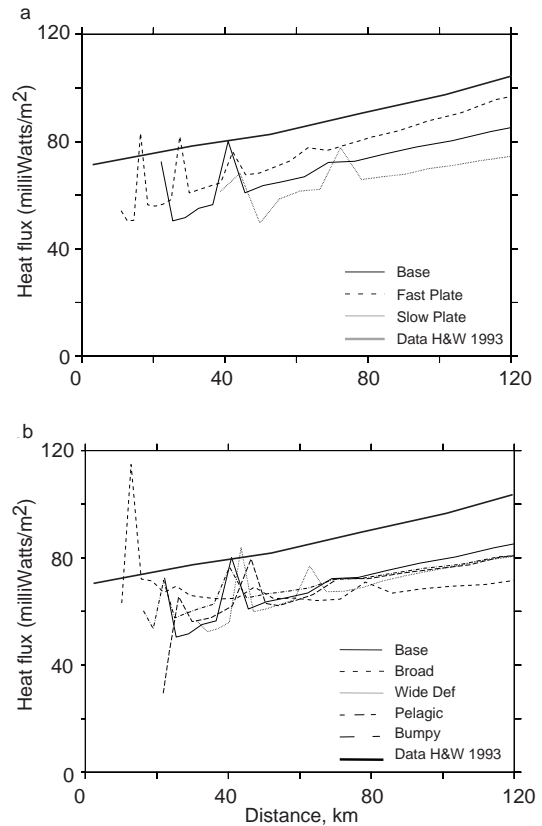 a
120
80
40
0
Heat flux (milliWatts/m2)
Base
Fast Plate
Slow Plate
Data H&W 1993
0
40
80
120
b
120
80
40
0
Heat flux (milliWatts/m2)
Base
Broad
Wide Def
Pelagic
Bumpy
Data H&W 1993
0
40
80
120
Distance, km